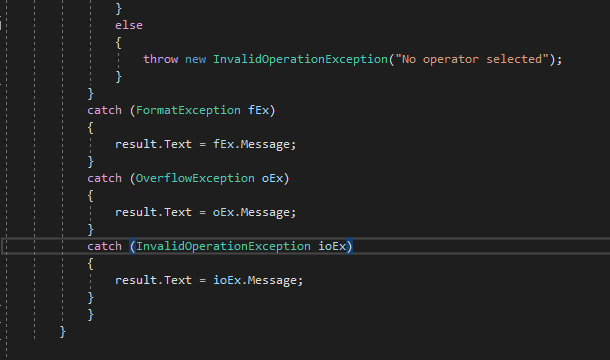 }
else
{
throw new InvalidOperationException("No operator selected");
}
}
catch (FormatException fEx)
{
result.Text = fEx.Message;
}
catch (OverflowException oEx)
{
result.Text = oEx.Message;
}
catch (InvalidOperationException ioEx)
{
result.Text = ioEx.Message;
}
}
}